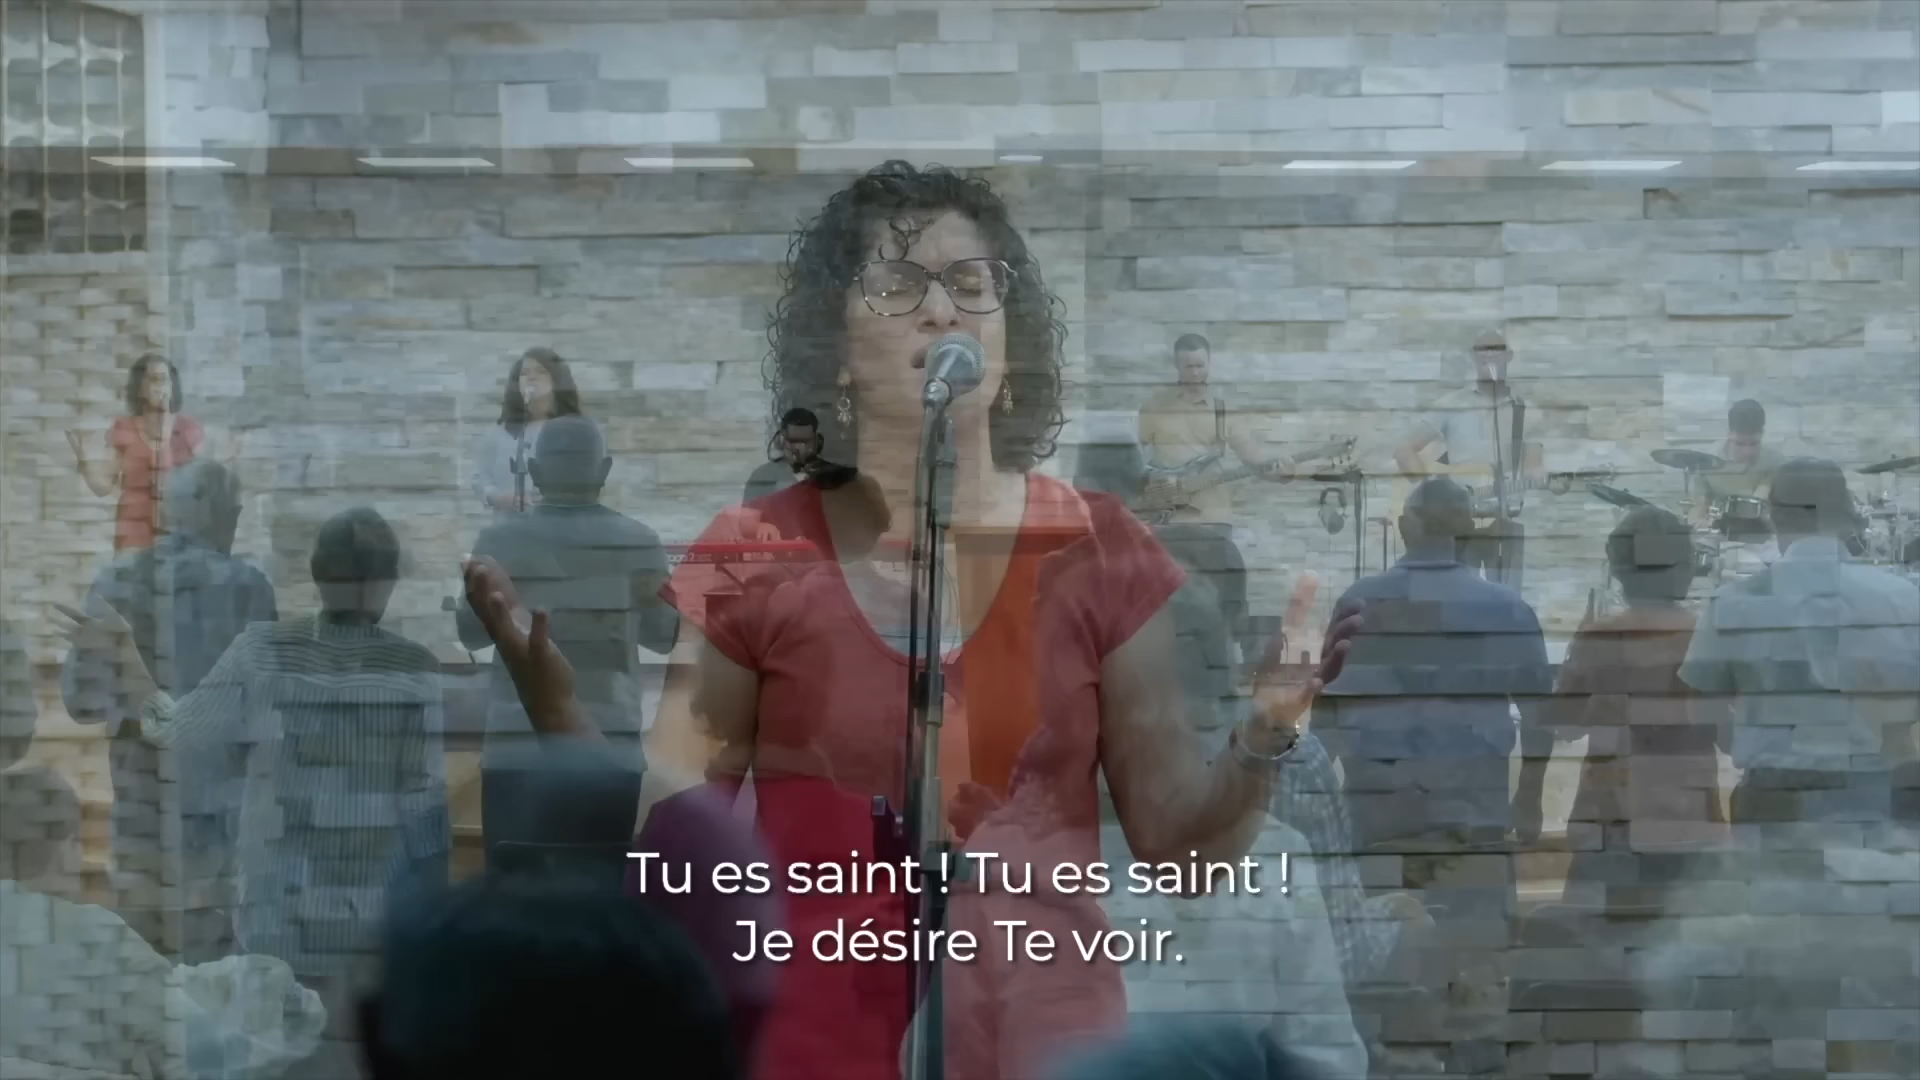 Tu es saint ! Tu es saint !
Je désire Te voir.